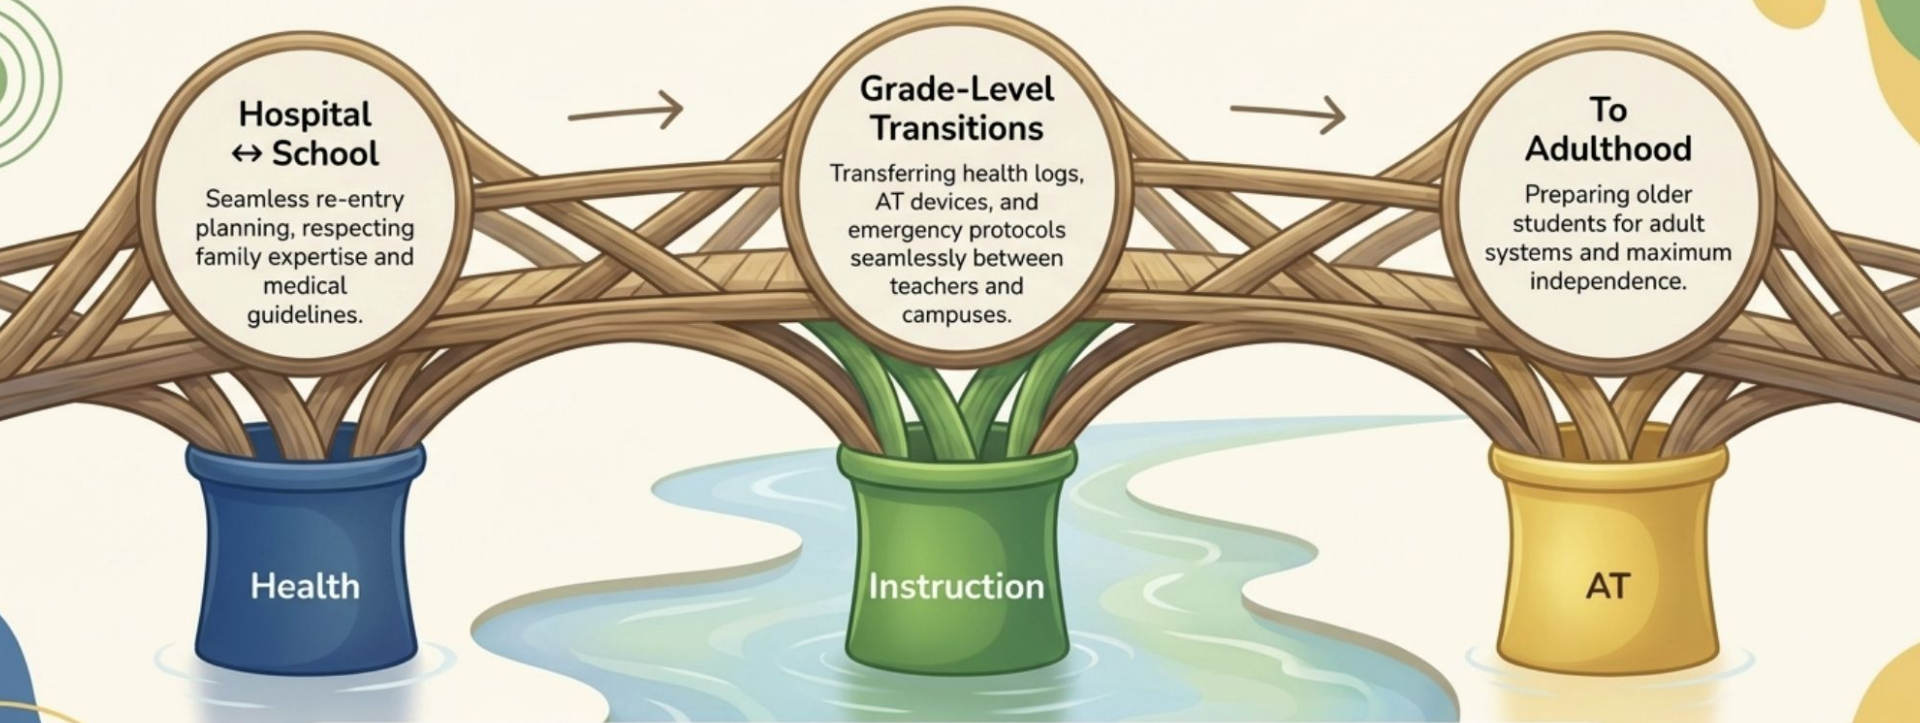 Hospital
↔ School
Seamless re-entry
planning, respecting
family expertise and
medical
guidelines.
Grade-Level
Transitions
Transferring health logs,
AT devices, and
emergency protocols
seamlessly between
teachers and
campuses.
To
Adulthood
Preparing older
students for adult
systems and maximum
independence.
Health
Instruction
AT